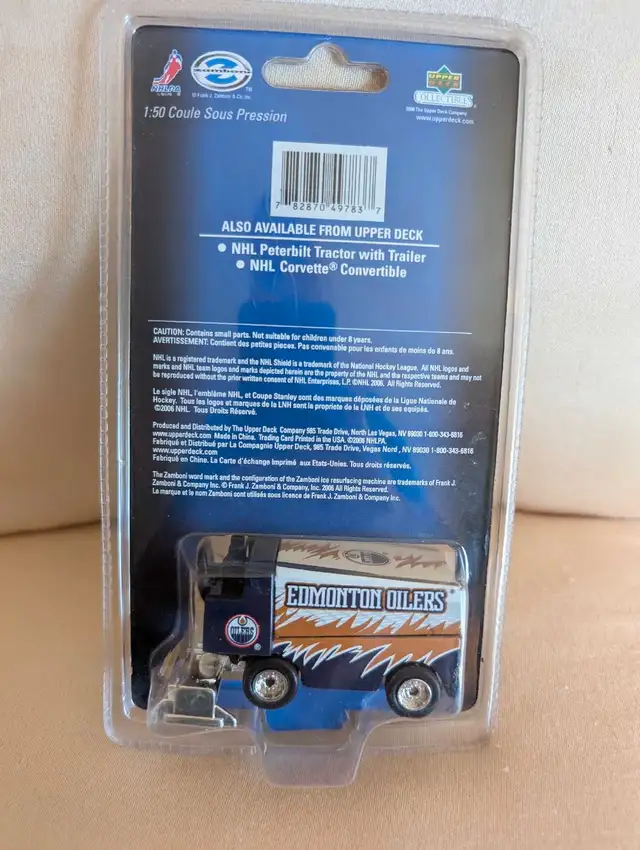 NHLPA
zamboni
TM
© Frank J. Zamboni & Co. Inc.
UPPER
DECK
COLLECTIBLES
2006 The Upper Deck Company
www.upperdeck.com
1:50 Coule Sous Pression
7 82870 49783 7
ALSO AVAILABLE FROM UPPER DECK
• NHL Peterbilt Tractor with Trailer
• NHL Corvette® Convertible
CAUTION: Contains small parts. Not suitable for children under 8 years.
AVERTISSEMENT: Contient des petites pieces. Pas convenable pour les enfants de moins do 8 ans.
NHL is a registered trademark and the NHL Shield is a trademark of the National Hockey League. All NHL logos and
marks and NHL team logos and marks depicted herein are the property of the NHL and the respective teams and may not
be reproduced without the prior written consent of NHL Enterprises, L.P. ©NHL 2006. All Rights Reserved.
Le sigle NHL, l'emblème NHL, et Coupe Stanley sont des marques déposées de la Ligue Nationale de
Hockey. Tous les logos et marques de la LNH sont la propriete de la LNH et de ses equipés.
©2006 NHL. Tous Droits Réservé.
Produced and Distributed by The Upper Deck Company 985 Trade Drive, North Las Vegas, NV 89030 1-800-343-6816
www.upperdeck.com Made in China. Trading Card Printed in the USA. ©2006 NHLPA.
Fabriqué et Distribué par La Compagnie Upper Deck, 985 Trade Drive, Vegas Nord, NV 89030 1-800-343-6816
www.upperdeck.com
Fabriqué en China. La Carte d'échange Imprimé aux Etats-Unies. Tous droits réservés.
The Zamboni word mark and the configuration of the Zamboni ice resurfacing machine are trademarks of Frank J.
Zamboni & Company, Inc. © Frank J. Zamboni & Company, Inc. 2006 All Rights Reserved.
La marque et le nom Zamboni sont utilisés sous licence de Frank J. Zamboni & Company Inc.
EDMONTON OILERS
OILERS
®